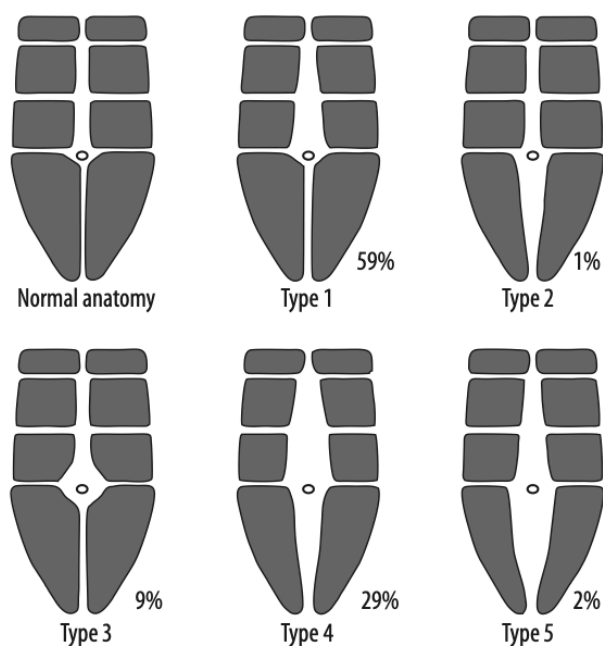 59%
1%
Normal anatomy
Type 1
Type 2
9%
29%
2%
Type 3
Type 4
Type 5